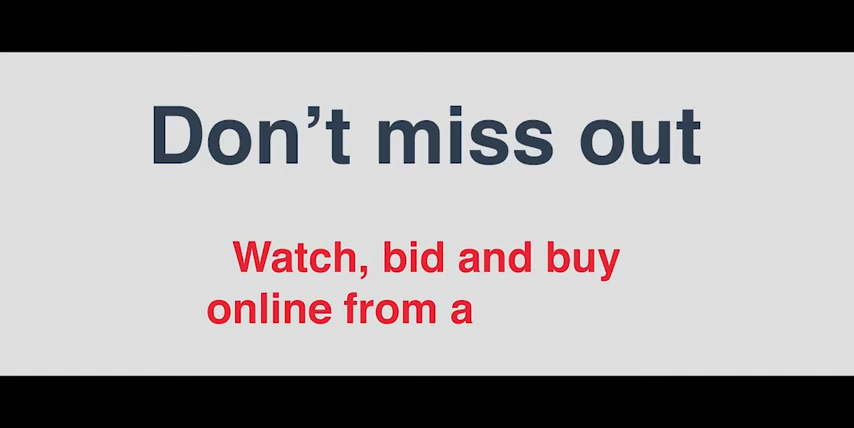 Don’t miss out
Watch, bid and buy
online from a